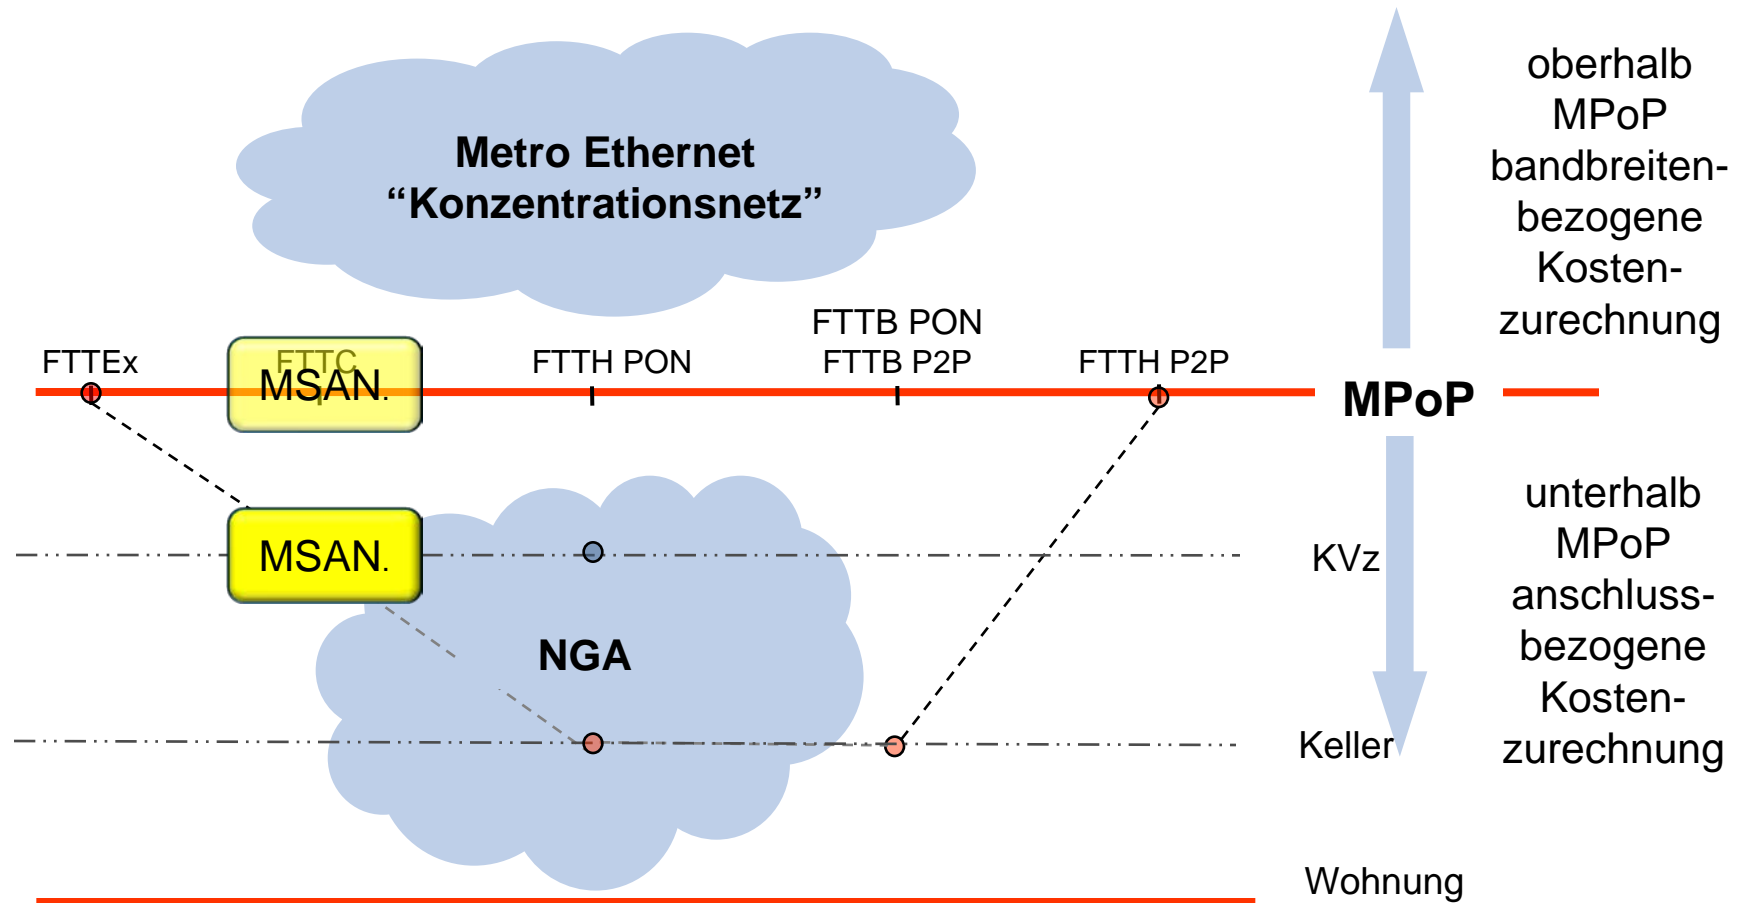 Metro Ethernet
“Konzentrationsnetz”
oberhalb
MPoP
bandbreiten-
bezogene
Kosten-
zurechnung
FTTEx
FTTC
MSAN.
FTTH PON
FTTB PON
FTTB P2P
FTTH P2P
MPoP
MSAN.
KVz
NGA
Keller
unterhalb
MPoP
anschluss-
bezogene
Kosten-
zurechnung
Wohnung